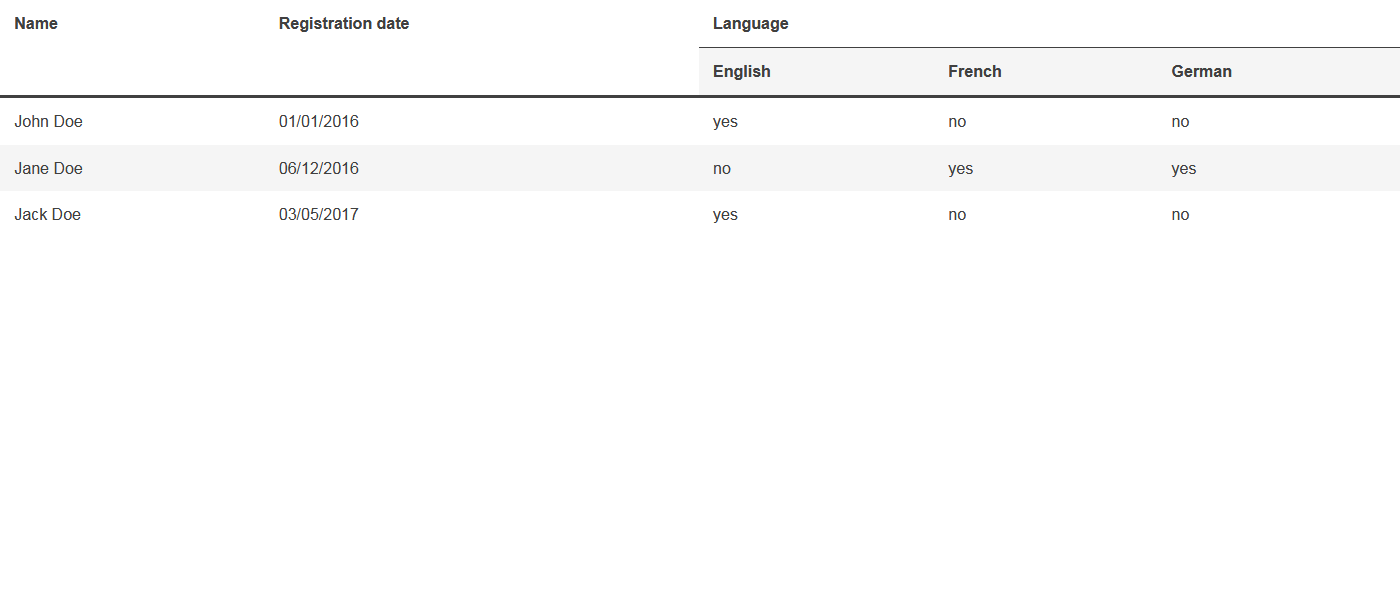 Name Registration date Language
English French German
John Doe 01/01/2016 yes no no
Jane Doe 06/12/2016 no yes yes
Jack Doe 03/05/2017 yes no no